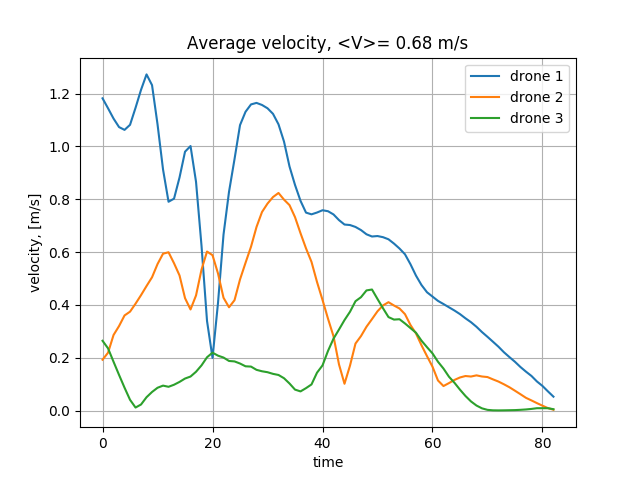 Average velocity, <V>= 0.68 m/s
drone 1
drone 2
drone 3
velocity, [m/s]
1.2
1.0
0.8
0.6
0.4
0.2
0.0
0
20
40
60
80
time